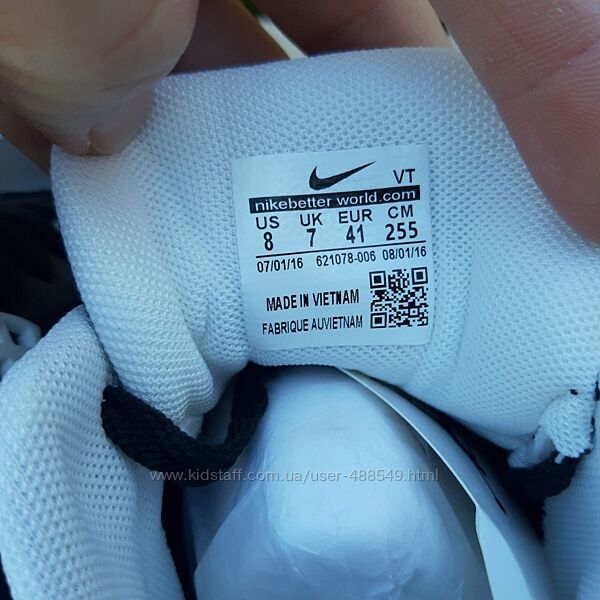 VT
nikebetter world.com
US UK EUR CM
8 7 41 255
07/01/16 621078-006 08/01/16
MADE IN VIETNAM
FABRIQUE AUVIETNAM
www.kidstaff.com.ua/user-488549.html